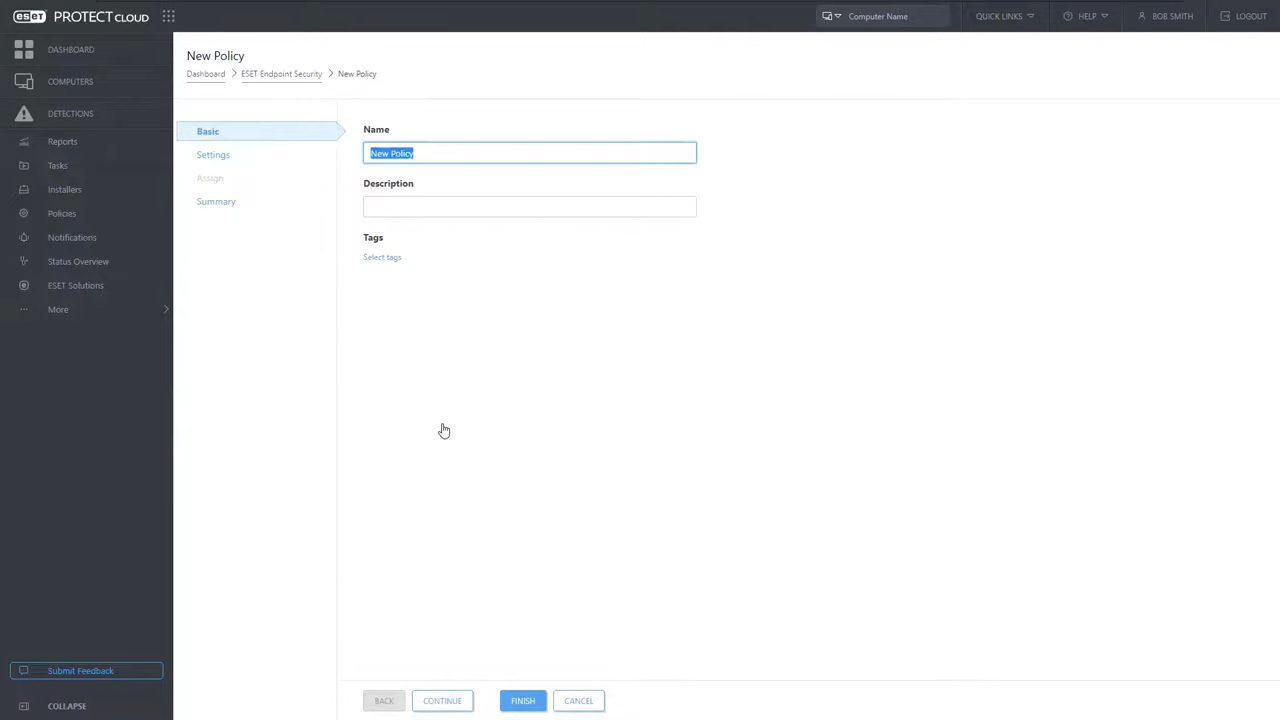 eset PROTECT CLOUD
Computer Name
QUICK LINKS
HELP
BOB SMITH
LOGOUT
DASHBOARD
COMPUTERS
DETECTIONS
Reports
Tasks
Installers
Policies
Notifications
Status Overview
ESET Solutions
More
Submit Feedback
COLLAPSE
New Policy
Dashboard > ESET Endpoint Security > New Policy
Basic
Settings
Assign
Summary
Name
New Policy
Description
Tags
Select tags
BACK
CONTINUE
FINISH
CANCEL